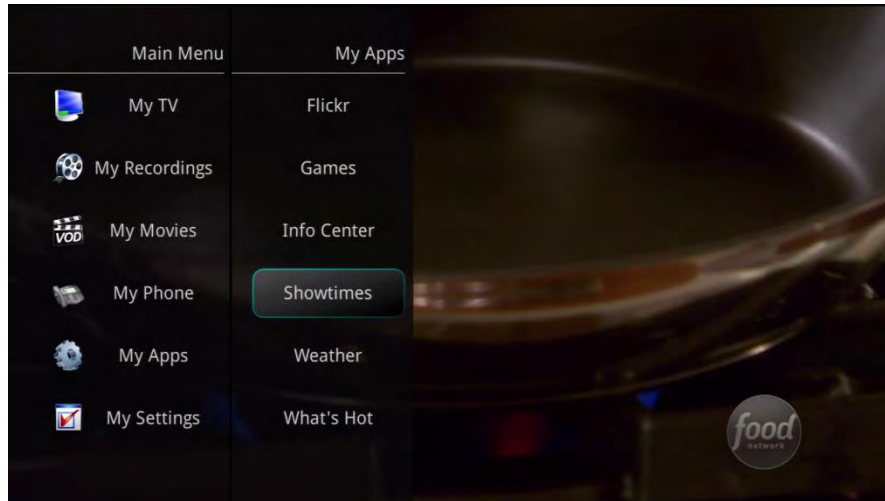 Main Menu
My TV
My Recordings
VOD
My Movies
My Phone
My Apps
My Settings
My Apps
Flickr
Games
Info Center
Showtimes
Weather
What's Hot
food
network